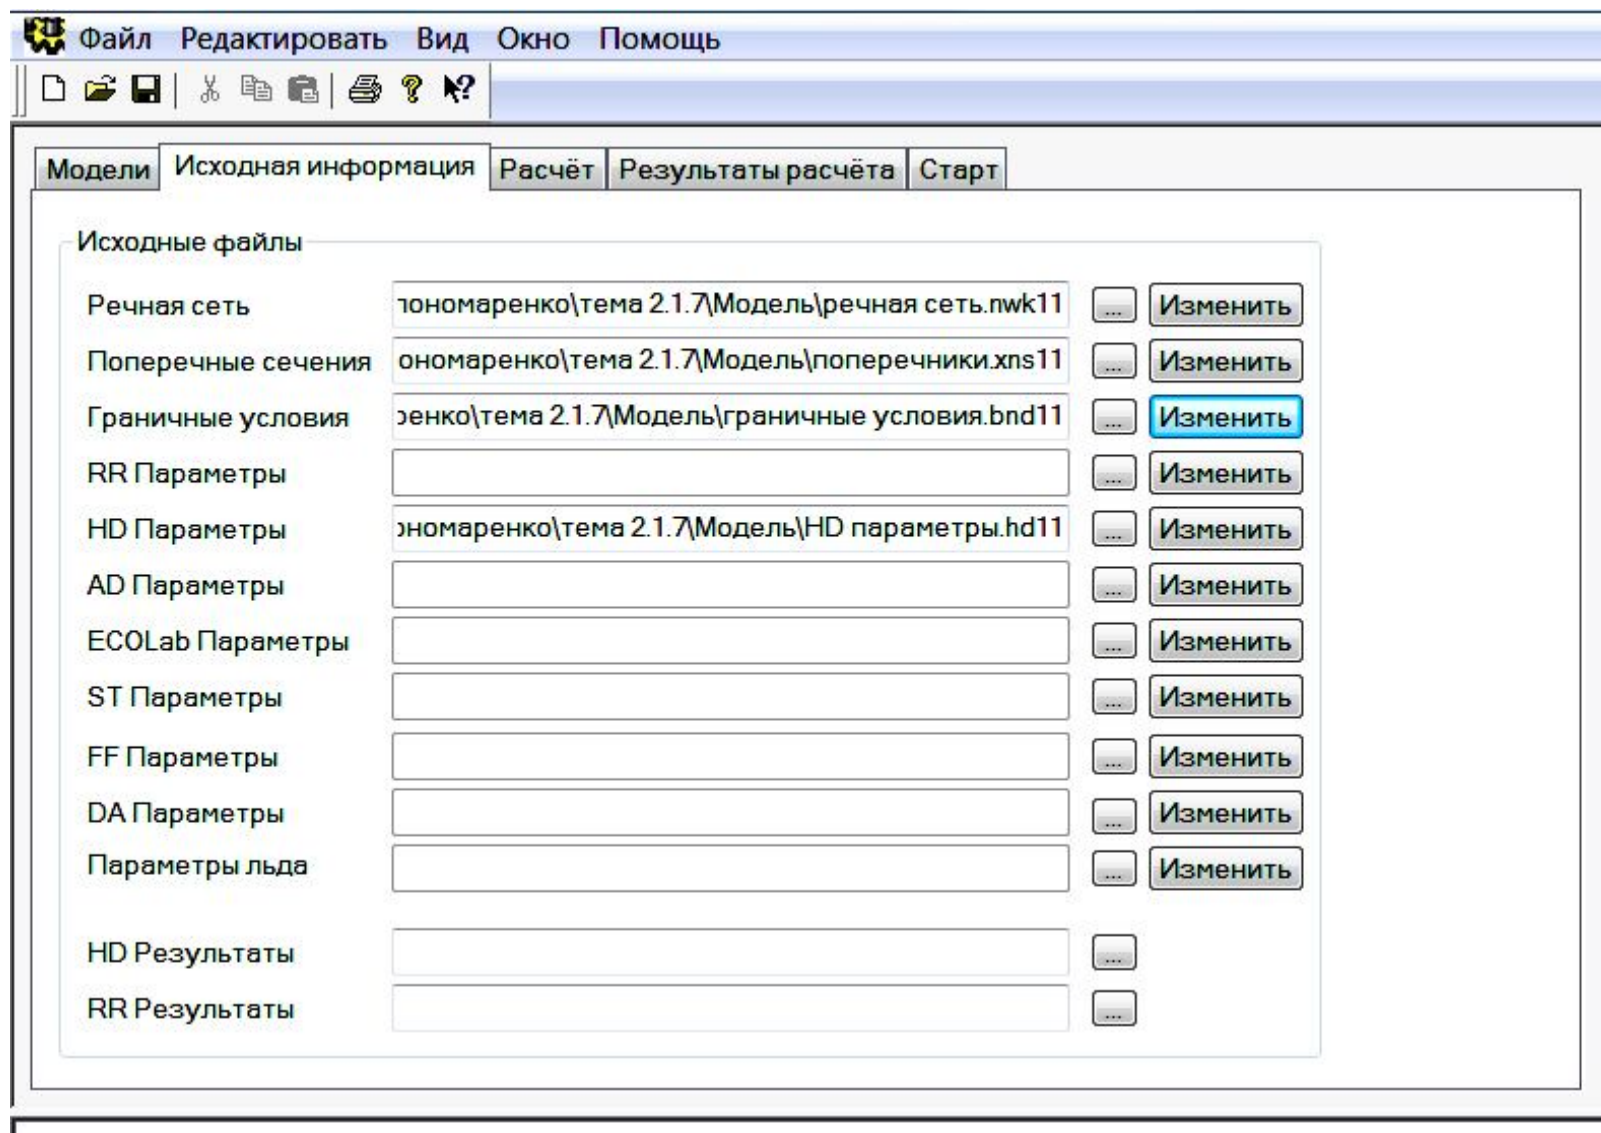 Файл Редактировать Вид Окно Помощь
Модели Исходная информация Расчёт Результаты расчёта Старт
Исходные файлы
Речная сеть пономаренко\тема 2.1.7\Модель\речная сеть.nwk11 ... Изменить
Поперечные сечения ономаренко\тема 2.1.7\Модель\поперечники.xns11 ... Изменить
Граничные условия ренко\тема 2.1.7\Модель\граничные условия.bnd11 ... Изменить
RR Параметры ... Изменить
HD Параметры ономаренко\тема 2.1.7\Модель\HD параметры.hd11 ... Изменить
AD Параметры ... Изменить
ECOLab Параметры ... Изменить
ST Параметры ... Изменить
FF Параметры ... Изменить
DA Параметры ... Изменить
Параметры льда ... Изменить
HD Результаты ...
RR Результаты ...